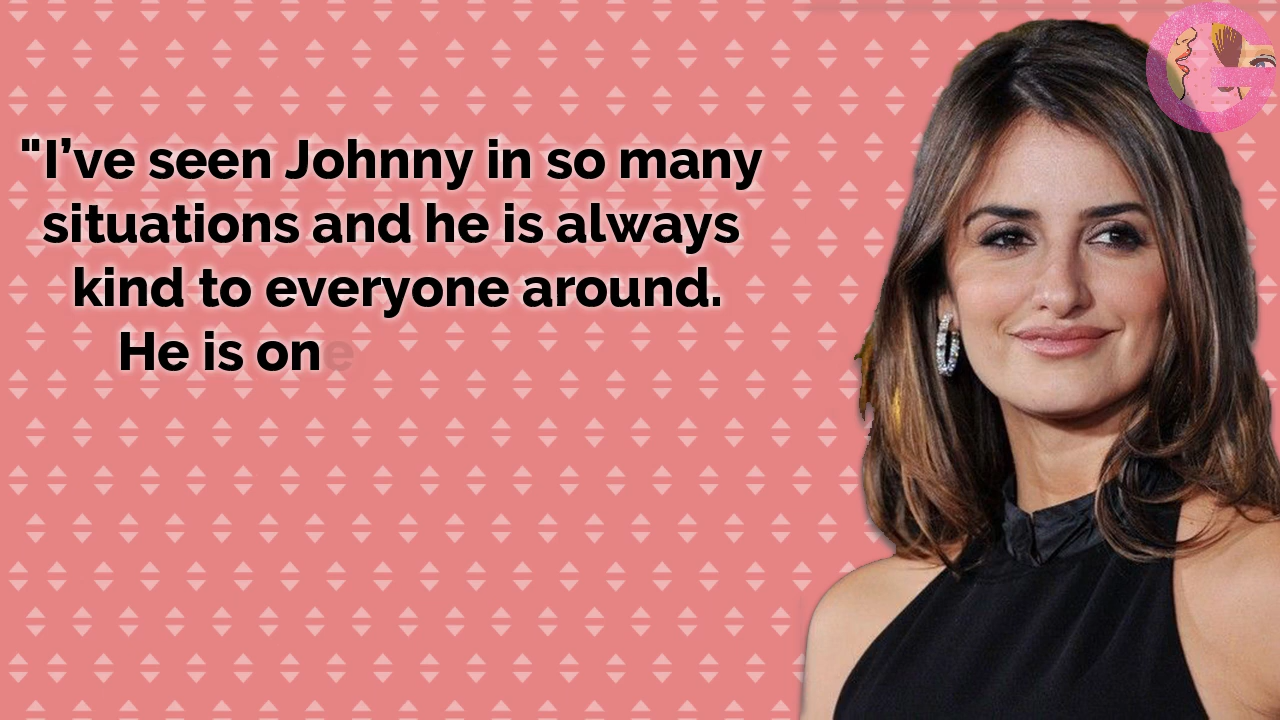 "I’ve seen Johnny in so many
situations and he is always
kind to everyone around.
He is one